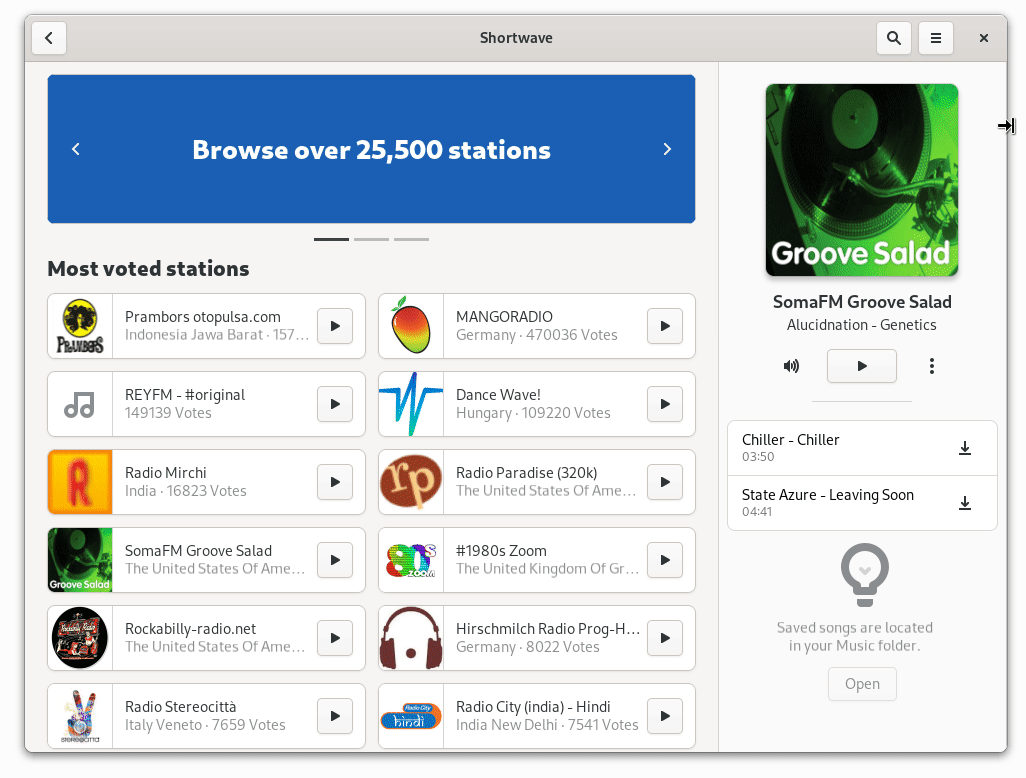 Shortwave
Browse over 25,500 stations
Most voted stations
PRAMBORS
Prambors otopulsa.com
Indonesia Jawa Barat · 157…
MANGORADIO
Germany · 470036 Votes
REYFM - #original
149139 Votes
Dance Wave!
Hungary · 109220 Votes
R
Radio Mirchi
India · 16823 Votes
rp
Radio Paradise (320k)
The United States Of Ame…
Groove Salad
SomaFM Groove Salad
The United States Of Ame…
80s
ZOOM
#1980s Zoom
The United Kingdom Of Gr…
Rockabilly Radio
Rockabilly-radio.net
The United States Of Ame…
Hirschmilch Radio Prog-H…
Germany · 8022 Votes
STEREOCITTÀ
Radio Stereocittà
Italy Veneto · 7659 Votes
Radio City
hindi
Radio City (india) - Hindi
India New Delhi · 7541 Votes
Groove Salad
SomaFM Groove Salad
Alucidnation - Genetics
Chiller - Chiller
03:50
State Azure - Leaving Soon
04:41
Saved songs are located
in your Music folder.
Open